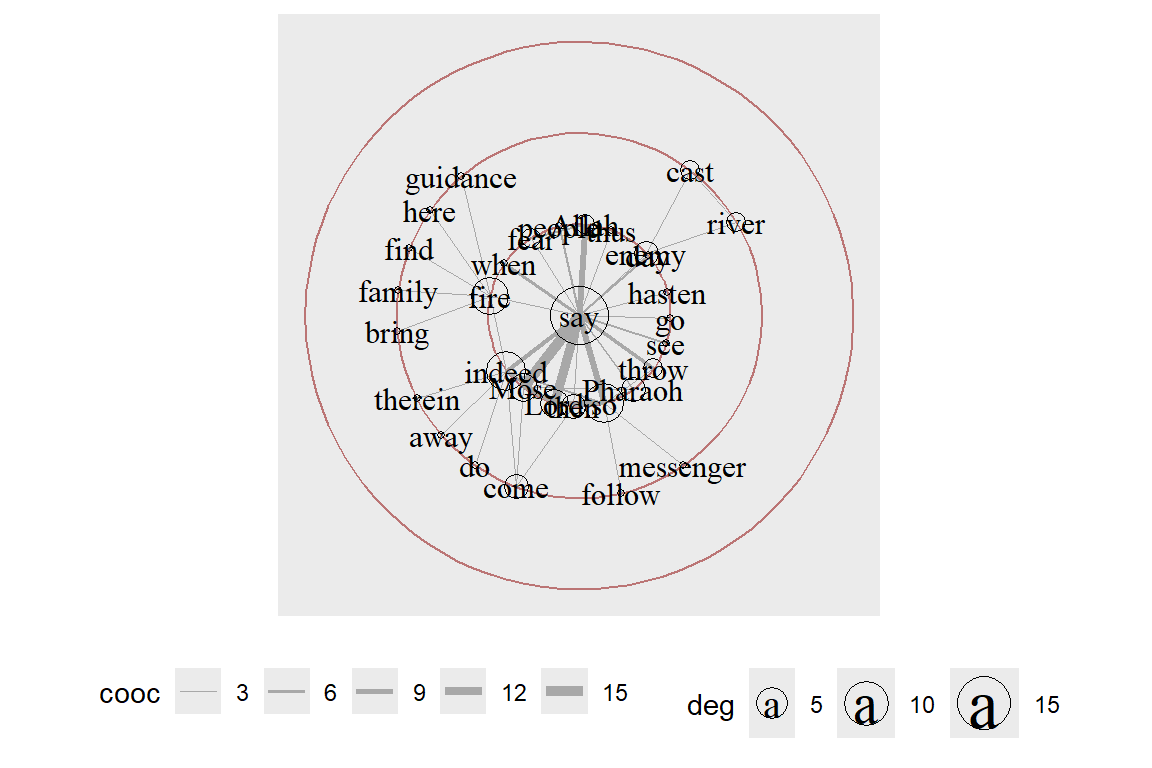 cast
guidance
here
river
people
Allah
thus
fear
find
enemy
day
when
family
fire
hasten
say
go
bring
see
throw
indeed
Mose
Pharaoh
therein
Lord
then
so
away
do
messenger
come
follow
cooc 3 6 9 12 15
deg a 5 a 10 a 15